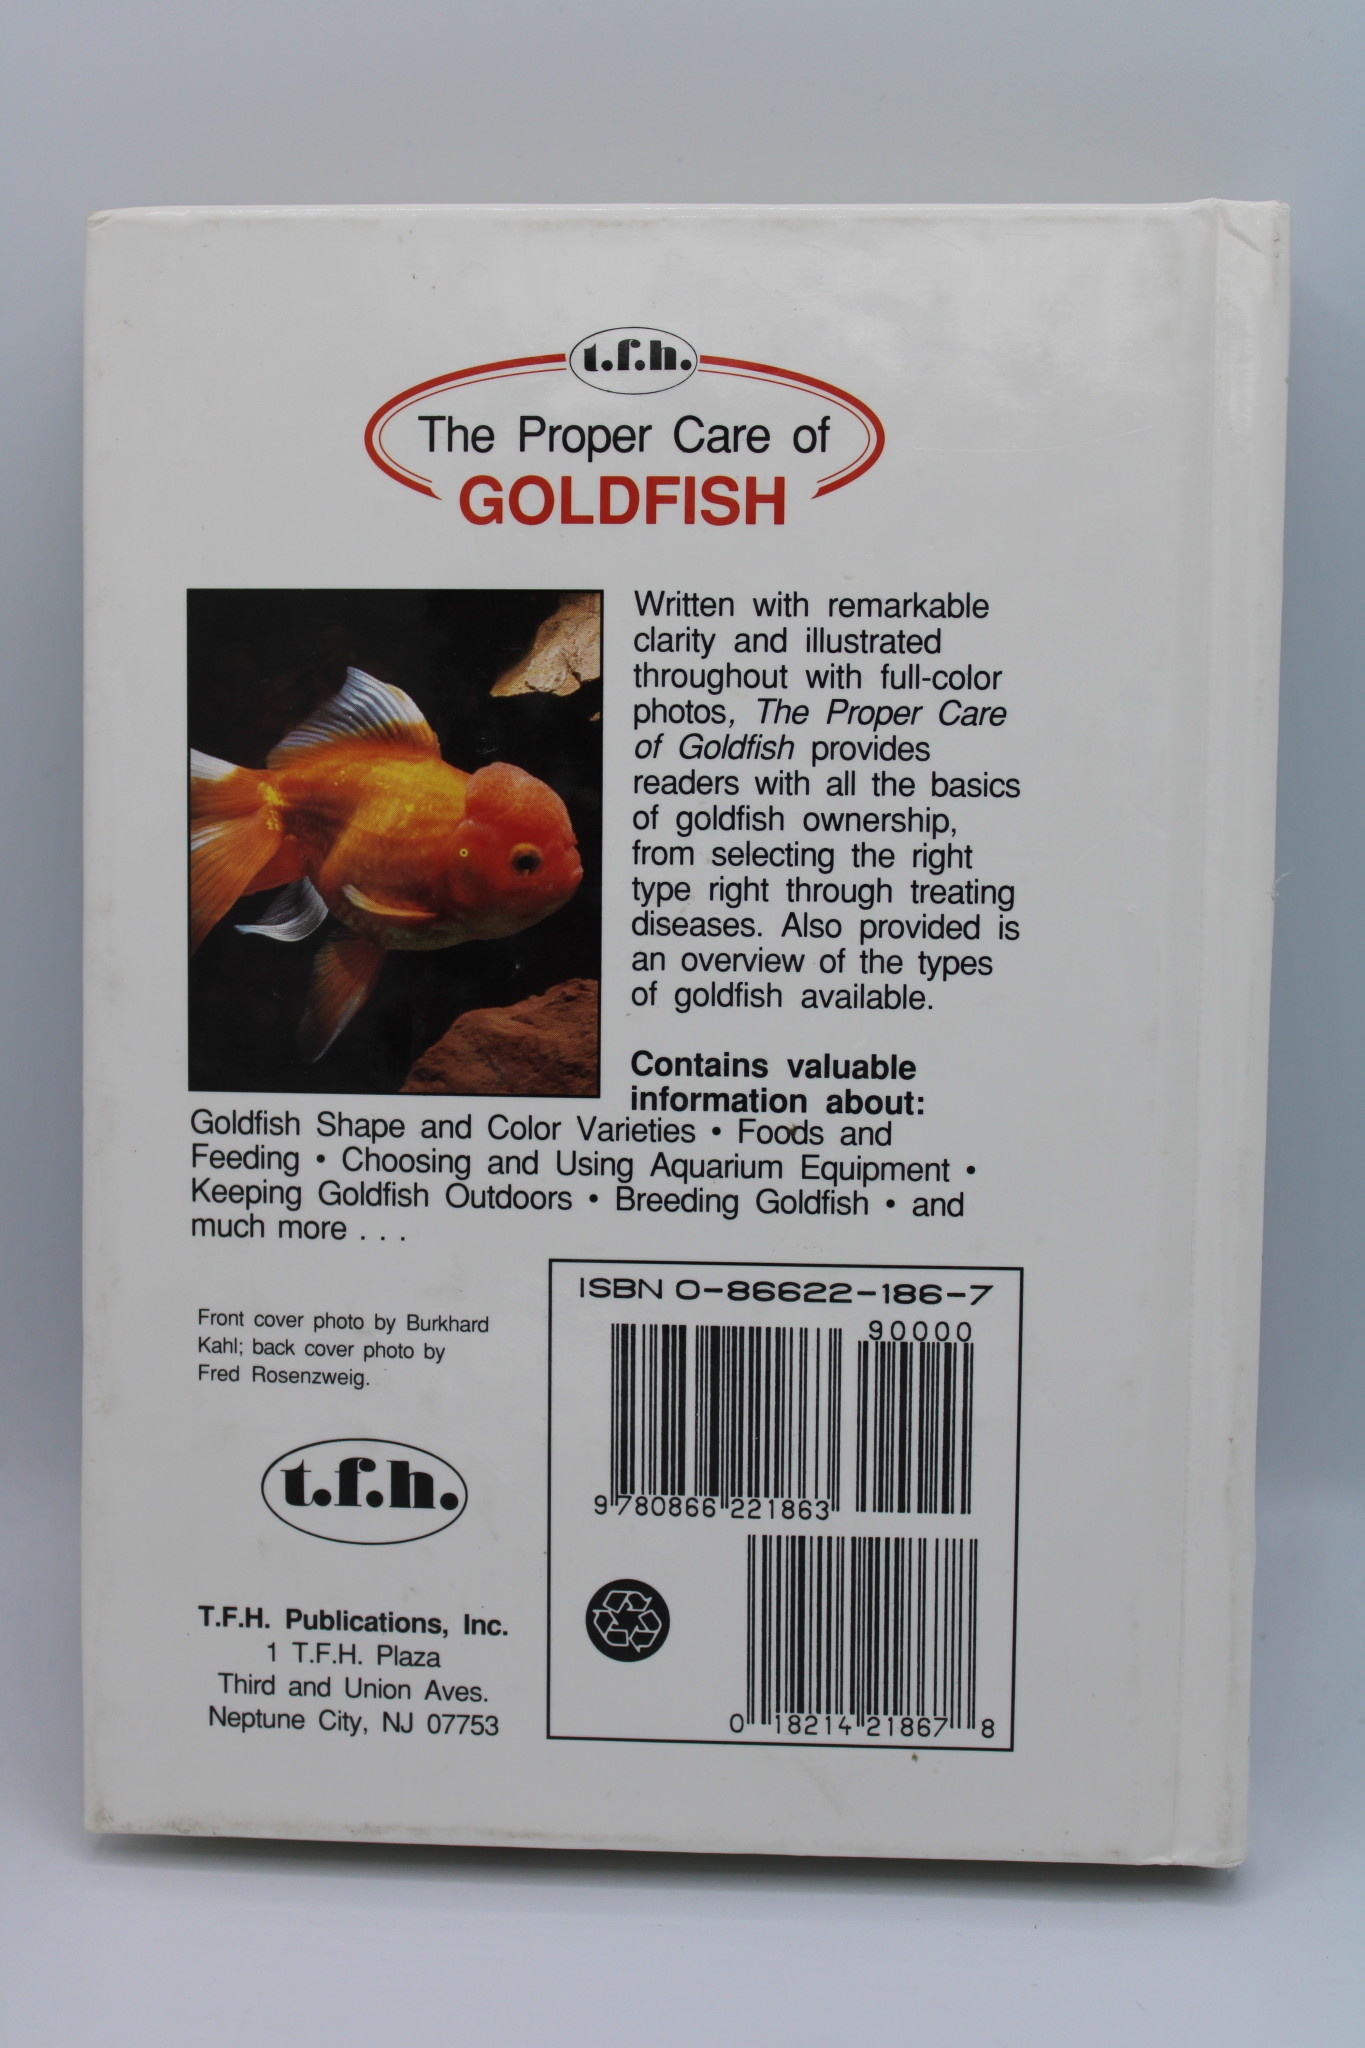 t.f.h.
The Proper Care of
GOLDFISH
Written with remarkable
clarity and illustrated
throughout with full-color
photos, The Proper Care
of Goldfish provides
readers with all the basics
of goldfish ownership,
from selecting the right
type right through treating
diseases. Also provided is
an overview of the types
of goldfish available.
Contains valuable
information about:
Goldfish Shape and Color Varieties • Foods and
Feeding • Choosing and Using Aquarium Equipment •
Keeping Goldfish Outdoors • Breeding Goldfish • and
much more . . .
Front cover photo by Burkhard
Kahl; back cover photo by
Fred Rosenzweig.
t.f.h.
T.F.H. Publications, Inc.
1 T.F.H. Plaza
Third and Union Aves.
Neptune City, NJ 07753
ISBN 0-86622-186-7
90000
9 780866 221863
0 18214 21867 8